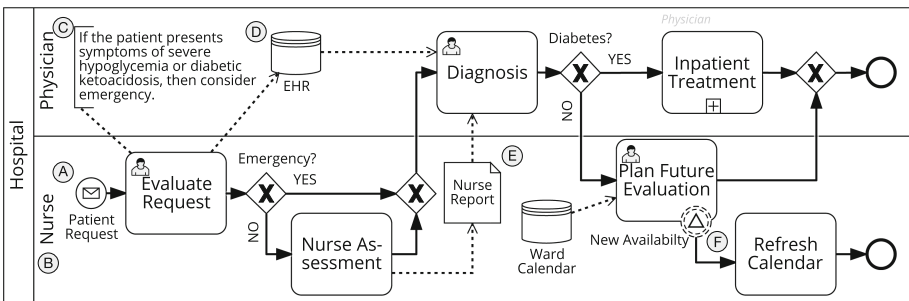 Hospital
Physician
C
If the patient presents
symptoms of severe
hypoglycemia or diabetic
ketoacidosis, then consider
emergency.
D
EHR
Diagnosis
Diabetes?
YES
NO
Physician
Inpatient
Treatment
Nurse
A
Patient
Request
B
Evaluate
Request
Emergency?
YES
NO
Nurse As-
sessment
E
Nurse
Report
Ward
Calendar
Plan Future
Evaluation
New Availabilty
F
Refresh
Calendar